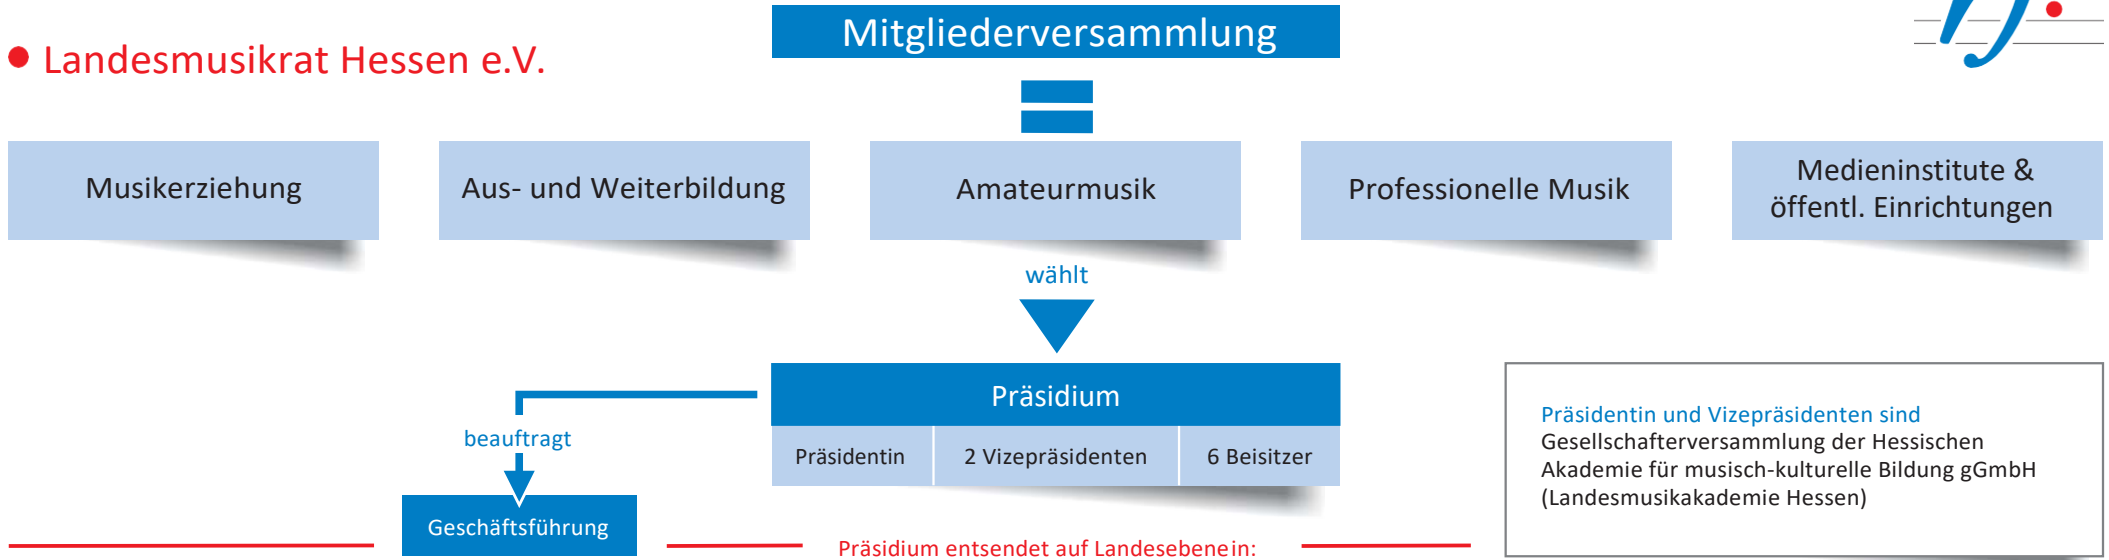 Mitgliederversammlung
• Landesmusikrat Hessen e.V.
Musikerziehung
Aus- und Weiterbildung
Amateurmusik
Professionelle Musik
Medieninstitute &
öffentl. Einrichtungen
wählt
Präsidium
Präsidentin
2 Vizepräsidenten
6 Beisitzer
beauftragt
Geschäftsführung
Präsidentin und Vizepräsidenten sind
Gesellschafterversammlung der Hessischen
Akademie für musisch-kulturelle Bildung gGmbH
(Landesmusikakademie Hessen)
Präsidium entsendet auf Landesebenein: